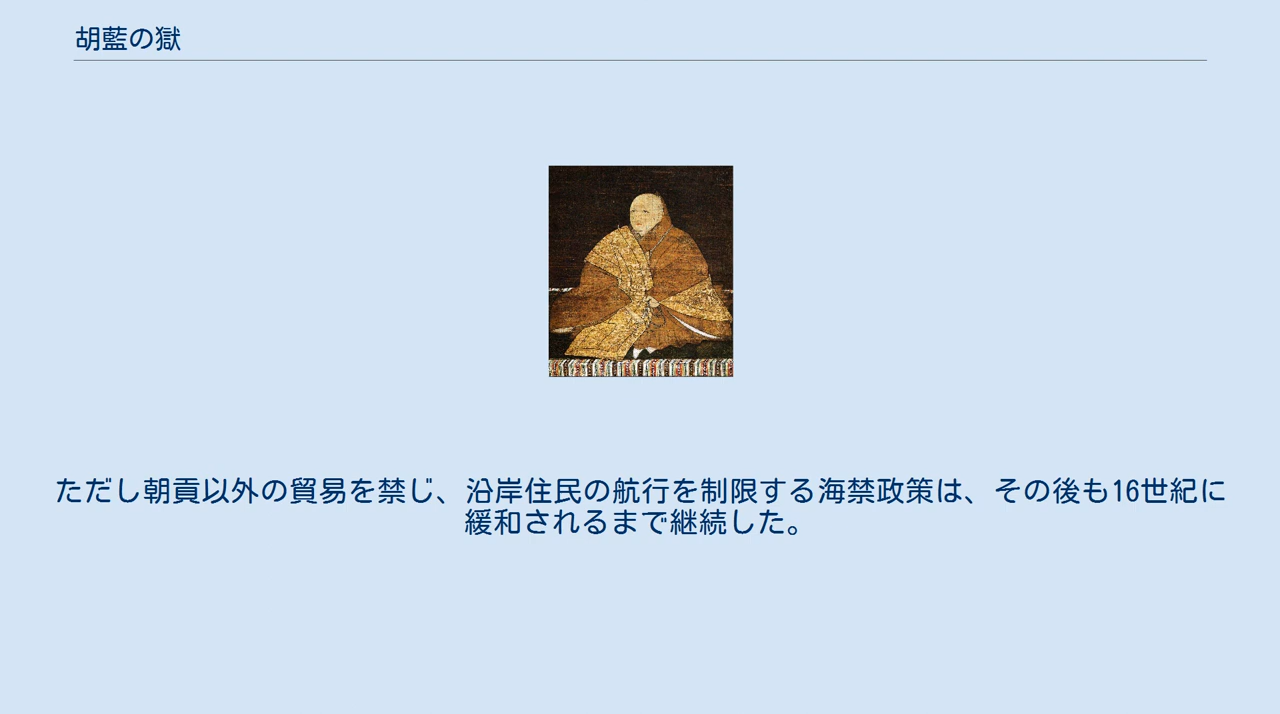 胡藍の獄
ただし朝貢以外の貿易を禁じ、沿岸住民の航行を制限する海禁政策は、その後も16世紀に
緩和されるまで継続した。